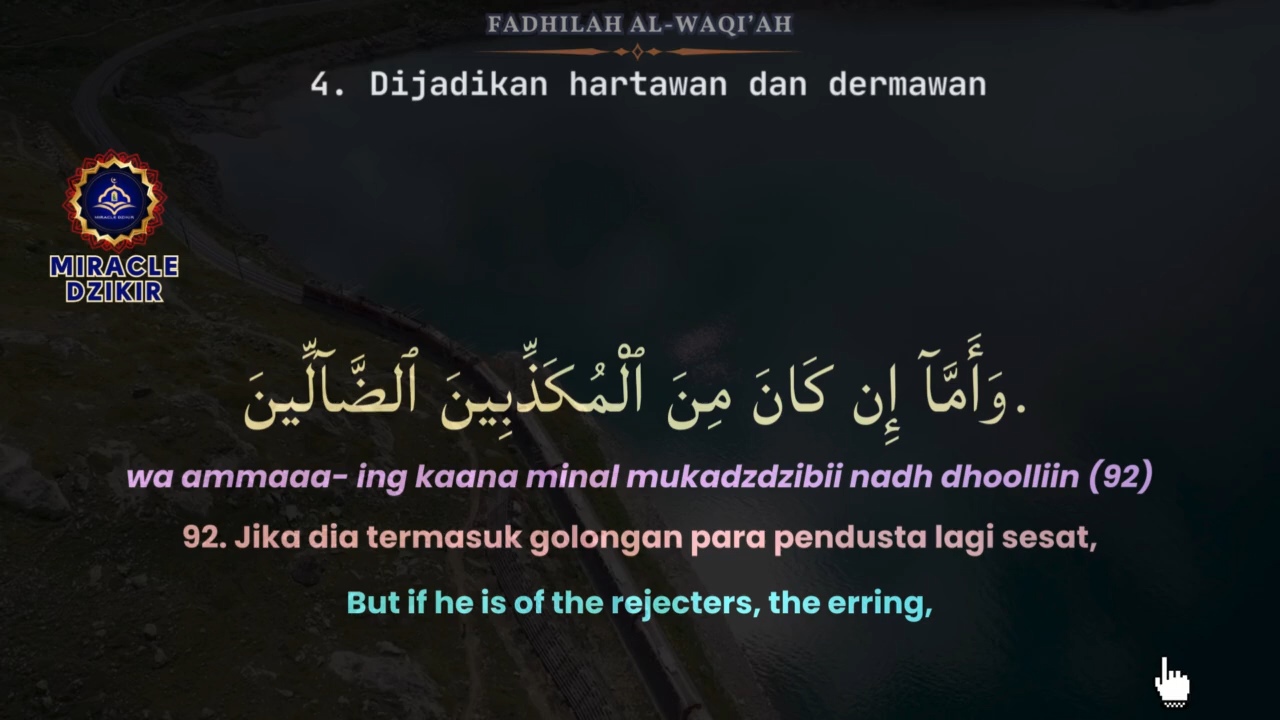 FADHILAH AL-WAQI’AH
4. Dijadikan hartawan dan dermawan
MIRACLE
DZIKIR
وَأَمَّآ إِن كَانَ مِنَ ٱلْمُكَذِّبِينَ ٱلضَّآلِّينَ.
wa ammaaa- ing kaana minal mukadzdzibii nadh dhoolliin (92)
92. Jika dia termasuk golongan para pendusta lagi sesat,
But if he is of the rejecters, the erring,